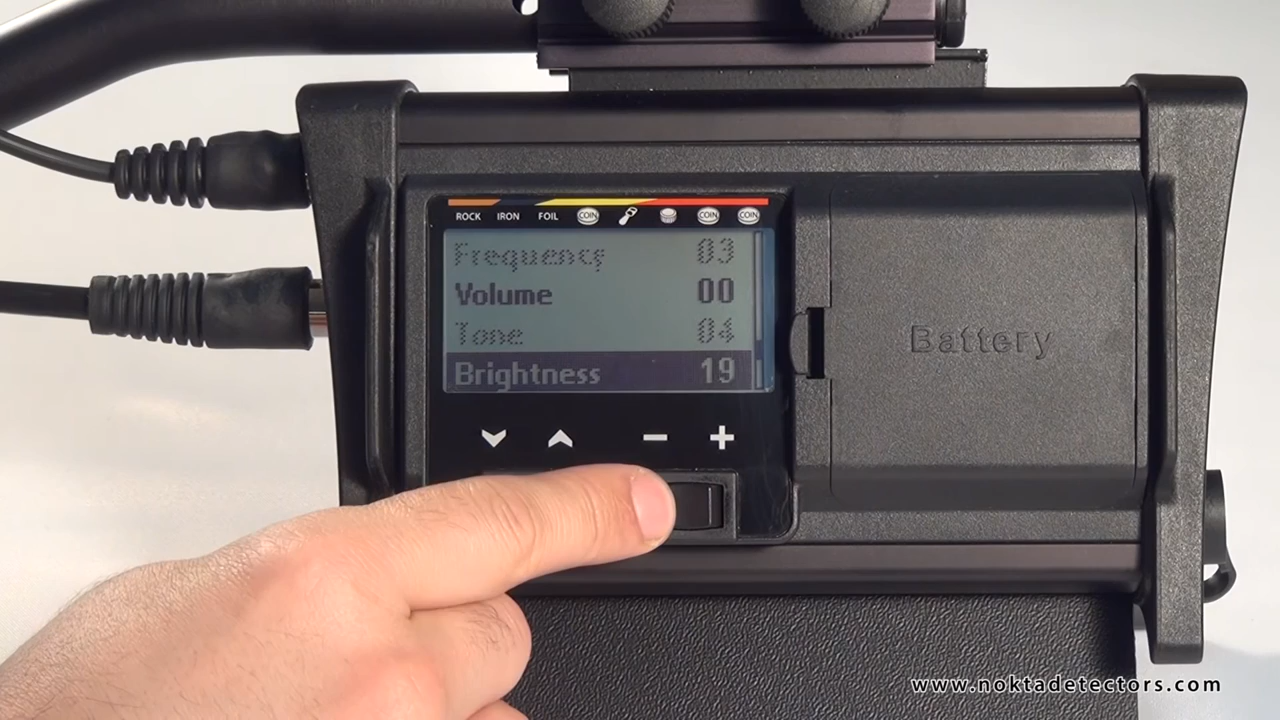 ROCK IRON FOIL COIN COIN COIN
Frequency 03
Volume 00
Tone 04
Brightness 19
Battery
www.noktadetectors.com